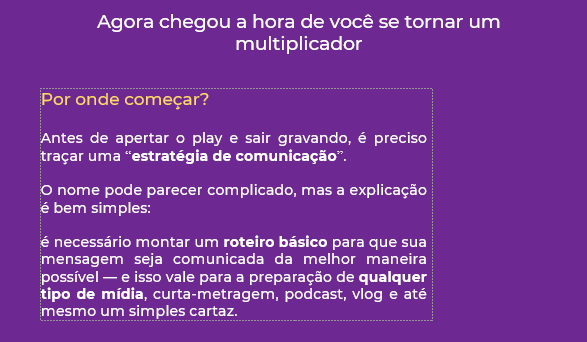 Agora chegou a hora de você se tornar um
multiplicador
Por onde começar?
Antes de apertar o play e sair gravando, é preciso
traçar uma “estratégia de comunicação”.
O nome pode parecer complicado, mas a explicação
é bem simples:
é necessário montar um roteiro básico para que sua
mensagem seja comunicada da melhor maneira
possível — e isso vale para a preparação de qualquer
tipo de mídia, curta-metragem, podcast, vlog e até
mesmo um simples cartaz.